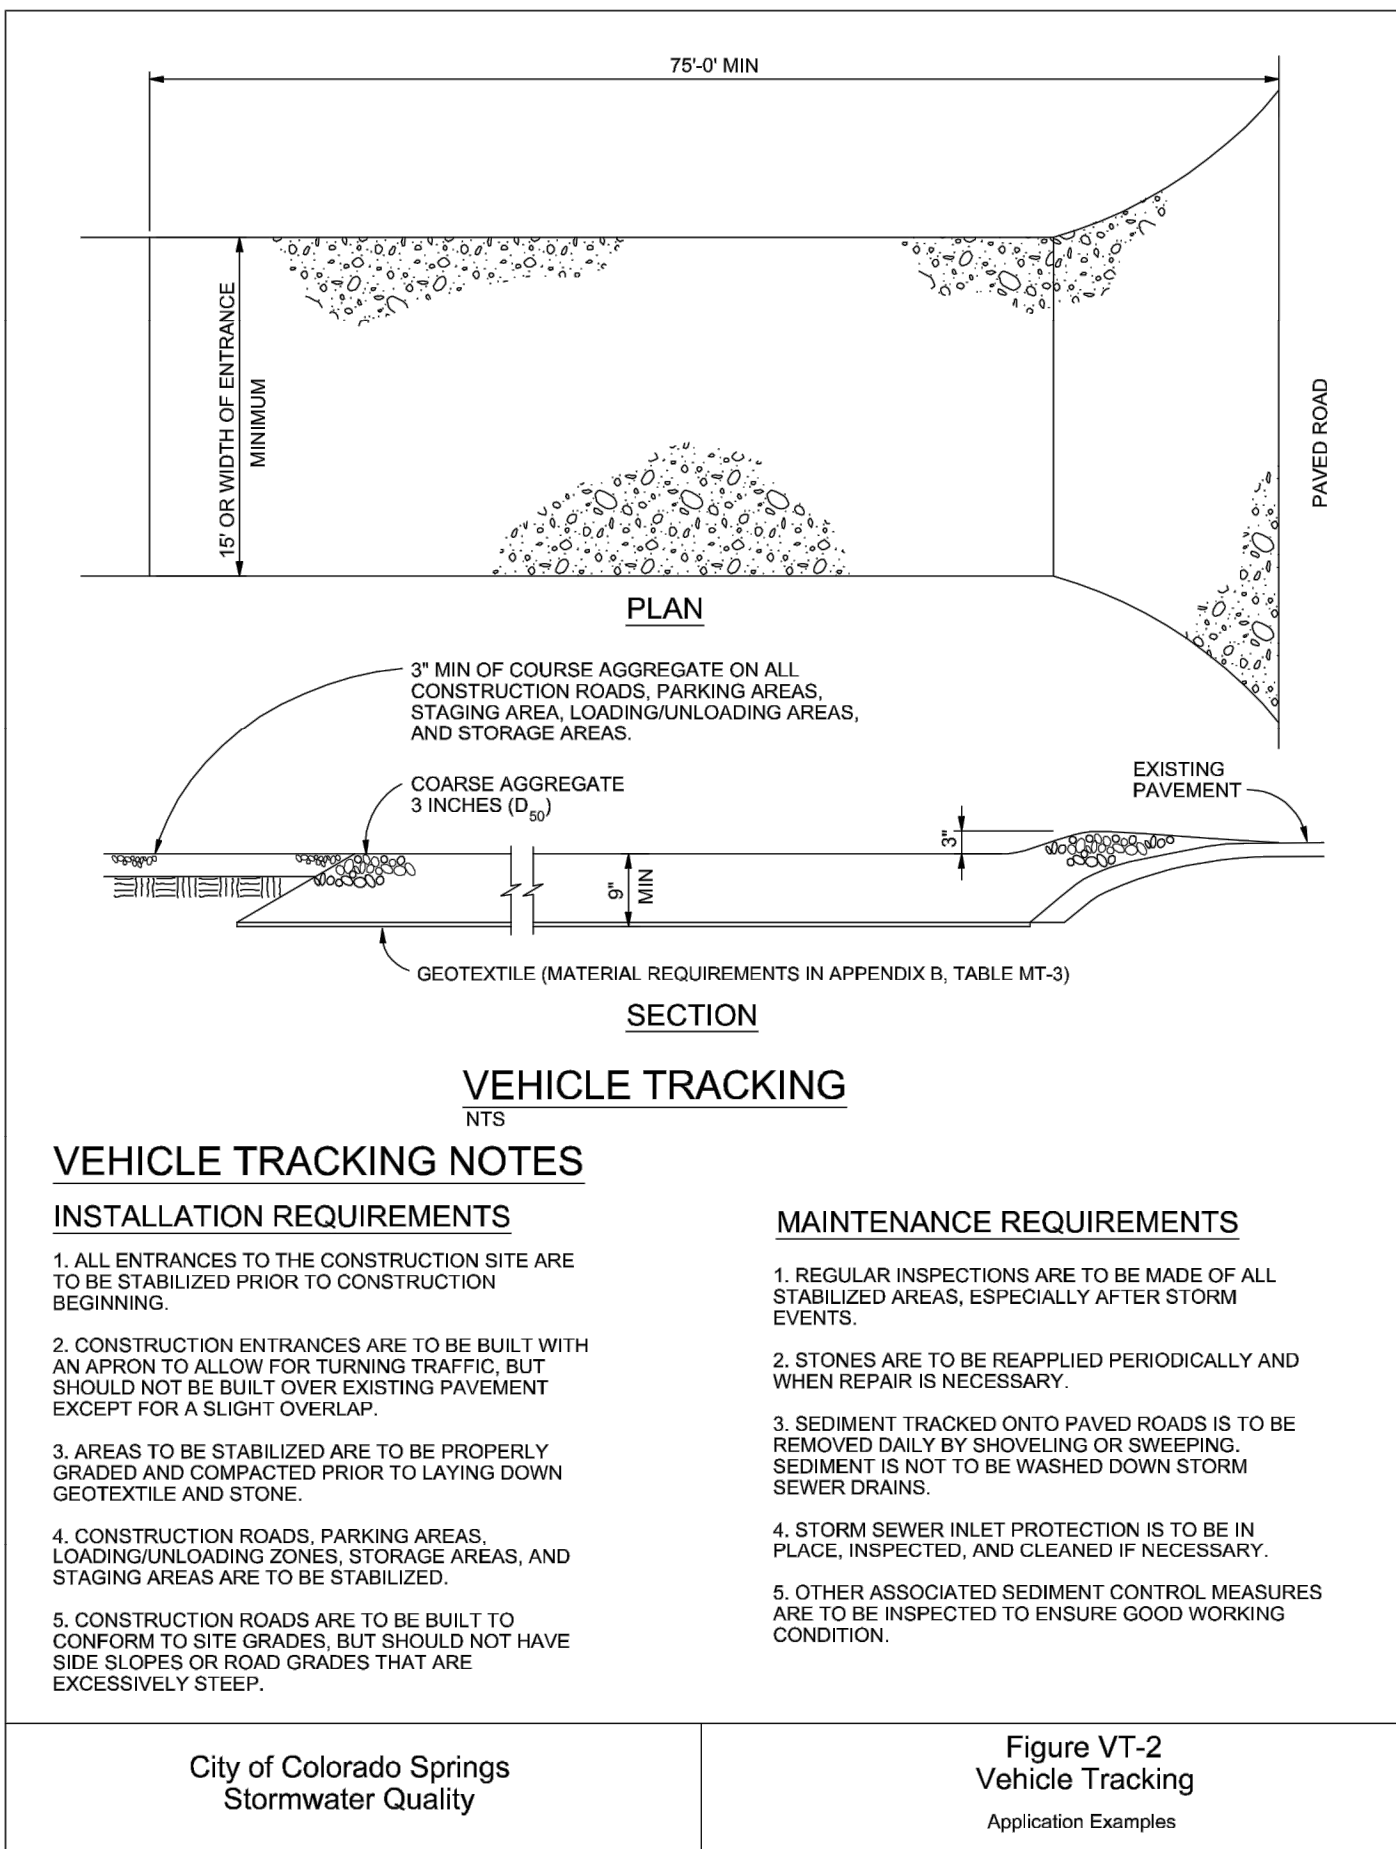 75'-0' MIN
15' OR WIDTH OF ENTRANCE
MINIMUM
PAVED ROAD
PLAN
3" MIN OF COURSE AGGREGATE ON ALL
CONSTRUCTION ROADS, PARKING AREAS,
STAGING AREA, LOADING/UNLOADING AREAS,
AND STORAGE AREAS.
COARSE AGGREGATE
3 INCHES (D50)
EXISTING
PAVEMENT
3"
9"
MIN
GEOTEXTILE (MATERIAL REQUIREMENTS IN APPENDIX B, TABLE MT-3)
SECTION
VEHICLE TRACKING
NTS
VEHICLE TRACKING NOTES
INSTALLATION REQUIREMENTS
1. ALL ENTRANCES TO THE CONSTRUCTION SITE ARE
TO BE STABILIZED PRIOR TO CONSTRUCTION
BEGINNING.
2. CONSTRUCTION ENTRANCES ARE TO BE BUILT WITH
AN APRON TO ALLOW FOR TURNING TRAFFIC, BUT
SHOULD NOT BE BUILT OVER EXISTING PAVEMENT
EXCEPT FOR A SLIGHT OVERLAP.
3. AREAS TO BE STABILIZED ARE TO BE PROPERLY
GRADED AND COMPACTED PRIOR TO LAYING DOWN
GEOTEXTILE AND STONE.
4. CONSTRUCTION ROADS, PARKING AREAS,
LOADING/UNLOADING ZONES, STORAGE AREAS, AND
STAGING AREAS ARE TO BE STABILIZED.
5. CONSTRUCTION ROADS ARE TO BE BUILT TO
CONFORM TO SITE GRADES, BUT SHOULD NOT HAVE
SIDE SLOPES OR ROAD GRADES THAT ARE
EXCESSIVELY STEEP.
MAINTENANCE REQUIREMENTS
1. REGULAR INSPECTIONS ARE TO BE MADE OF ALL
STABILIZED AREAS, ESPECIALLY AFTER STORM
EVENTS.
2. STONES ARE TO BE REAPPLIED PERIODICALLY AND
WHEN REPAIR IS NECESSARY.
3. SEDIMENT TRACKED ONTO PAVED ROADS IS TO BE
REMOVED DAILY BY SHOVELING OR SWEEPING.
SEDIMENT IS NOT TO BE WASHED DOWN STORM
SEWER DRAINS.
4. STORM SEWER INLET PROTECTION IS TO BE IN
PLACE, INSPECTED, AND CLEANED IF NECESSARY.
5. OTHER ASSOCIATED SEDIMENT CONTROL MEASURES
ARE TO BE INSPECTED TO ENSURE GOOD WORKING
CONDITION.
City of Colorado Springs
Stormwater Quality
Figure VT-2
Vehicle Tracking
Application Examples